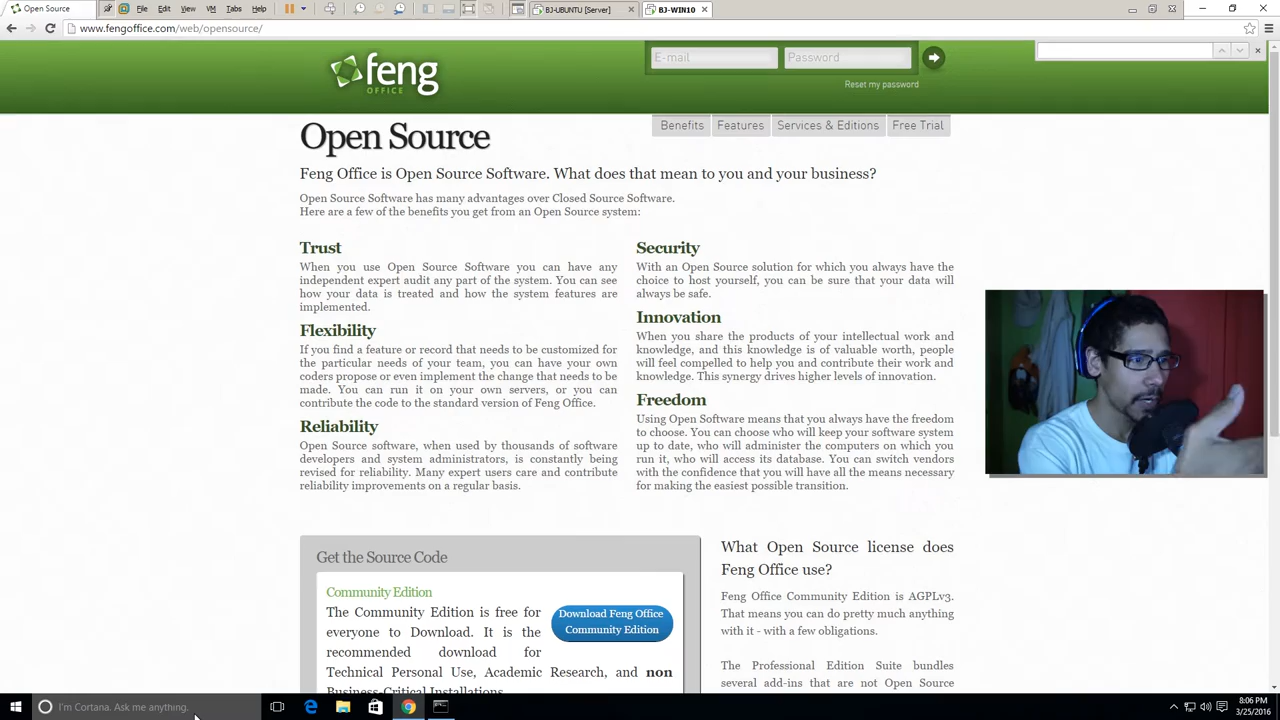 Open Source
File Edit View VM Tabs Help
BJ-UBUNTU [Server]
BJ-WIN10
www.fengoffice.com/web/opensource/
feng
OFFICE
E-mail
Password
Reset my password
Open Source
Benefits
Features
Services & Editions
Free Trial
Feng Office is Open Source Software. What does that mean to you and your business?
Open Source Software has many advantages over Closed Source Software.
Here are a few of the benefits you get from an Open Source system:
Trust
When you use Open Source Software you can have any
independent expert audit any part of the system. You can see
how your data is treated and how the system features are
implemented.
Flexibility
If you find a feature or record that needs to be customized for
the particular needs of your team, you can have your own
coders propose or even implement the change that needs to be
made. You can run it on your own servers, or you can
contribute the code to the standard version of Feng Office.
Reliability
Open Source software, when used by thousands of software
developers and system administrators, is constantly being
revised for reliability. Many expert users care and contribute
reliability improvements on a regular basis.
Security
With an Open Source solution for which you always have the
choice to host yourself, you can be sure that your data will
always be safe.
Innovation
When you share the products of your intellectual work and
knowledge, and this knowledge is of valuable worth, people
will feel compelled to help you and contribute their work and
knowledge. This synergy drives higher levels of innovation.
Freedom
Using Open Software means that you always have the freedom
to choose. You can choose who will keep your software system
up to date, who will administer the computers on which you
run it, who will access its database. You can switch vendors
with the confidence that you will have all the means necessary
for making the easiest possible transition.
Get the Source Code
Community Edition
The Community Edition is free for
everyone to Download. It is the
recommended download for
Technical Personal Use, Academic Research, and non
Business-Critical Installations.
Download Feng Office
Community Edition
What Open Source license does
Feng Office use?
Feng Office Community Edition is AGPLv3.
That means you can do pretty much anything
with it - with a few obligations.
The Professional Edition Suite bundles
several add-ins that are not Open Source
I'm Cortana. Ask me anything.
8:06 PM
3/25/2016